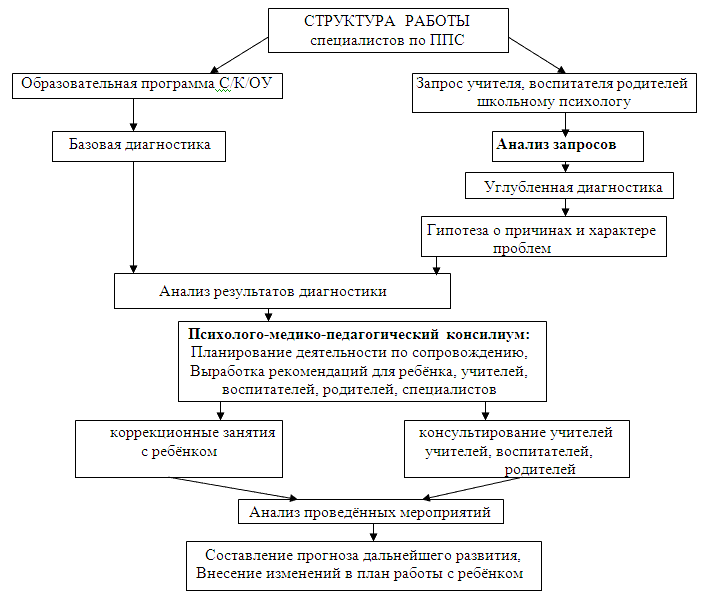 СТРУКТУРА РАБОТЫ
специалистов по ППС
Образовательная программа С/К/ОУ
Запрос учителя, воспитателя родителей
школьному психологу
Базовая диагностика
Анализ запросов
Углубленная диагностика
Гипотеза о причинах и характере
проблем
Анализ результатов диагностики
Психолого-медико-педагогический консилиум:
Планирование деятельности по сопровождению,
Выработка рекомендаций для ребёнка, учителей,
воспитателей, родителей, специалистов
коррекционные занятия
с ребёнком
консультирование учителей
учителей, воспитателей,
родителей
Анализ проведённых мероприятий
Составление прогноза дальнейшего развития,
Внесение изменений в план работы с ребёнком